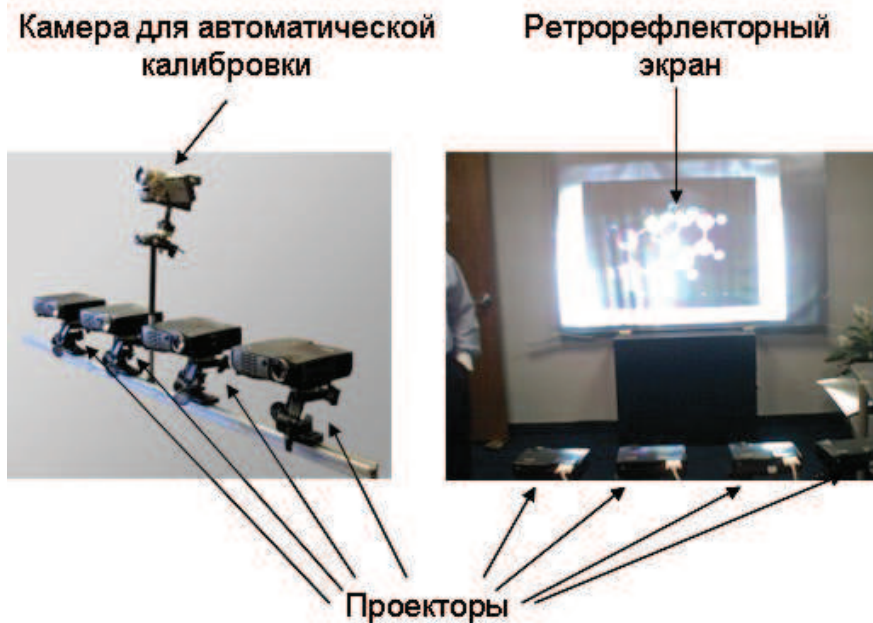 Камера для автоматической
калибровки
Ретрорефлекторный
экран
Проекторы